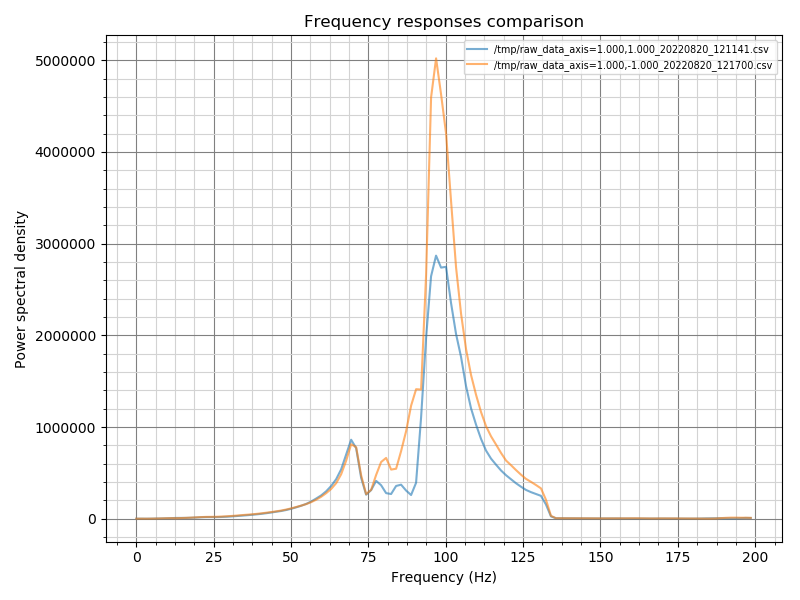 Frequency responses comparison
/tmp/raw_data_axis=1.000,1.000_20220820_121141.csv
/tmp/raw_data_axis=1.000,-1.000_20220820_121700.csv
Power spectral density
5000000
4000000
3000000
2000000
1000000
0
0 25 50 75 100 125 150 175 200
Frequency (Hz)